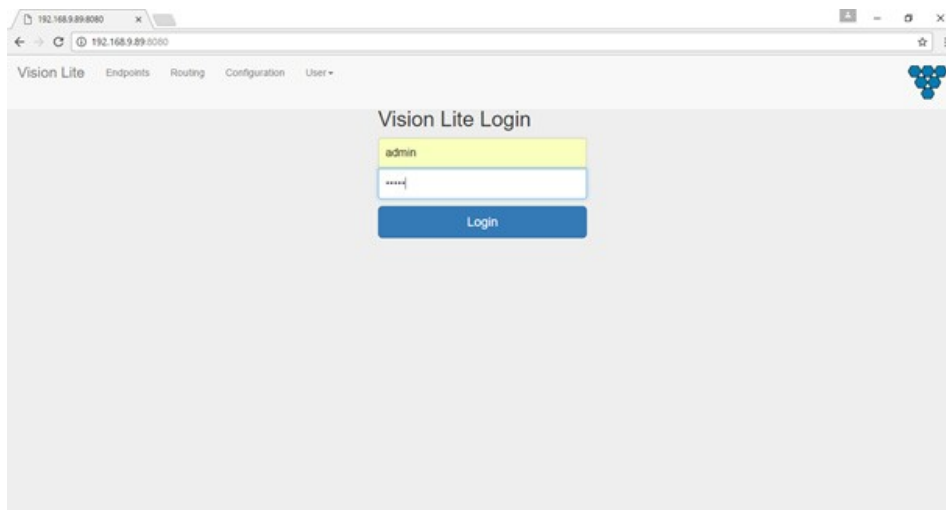 192.168.9.89:8080
192.168.9.89:8080
Vision Lite Endpoints Routing Configuration User
Vision Lite Login
admin
•••••
Login